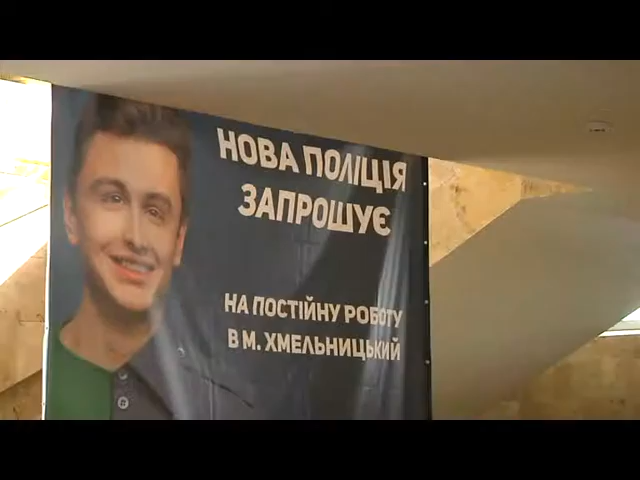 НОВА ПОЛІЦІЯ
ЗАПРОШУЄ
НА ПОСТІЙНУ РОБОТУ
В М. ХМЕЛЬНИЦЬКИЙ